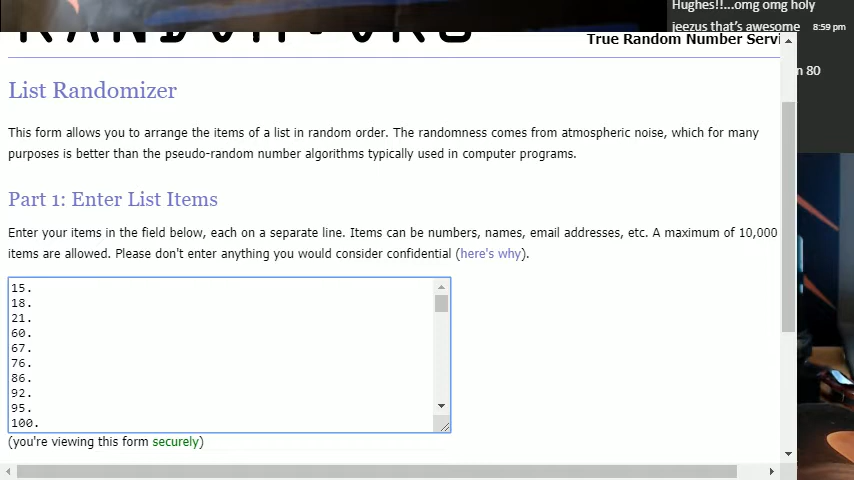 Hughes!!...omg omg holy
jeezus that's awesome 8:59 pm
RANDOM.ORG
True Random Number Servi
n 80
List Randomizer
This form allows you to arrange the items of a list in random order. The randomness comes from atmospheric noise, which for many
purposes is better than the pseudo-random number algorithms typically used in computer programs.
Part 1: Enter List Items
Enter your items in the field below, each on a separate line. Items can be numbers, names, email addresses, etc. A maximum of 10,000
items are allowed. Please don't enter anything you would consider confidential (here's why).
15.
18.
21.
60.
67.
76.
86.
92.
95.
100.
(you're viewing this form securely)